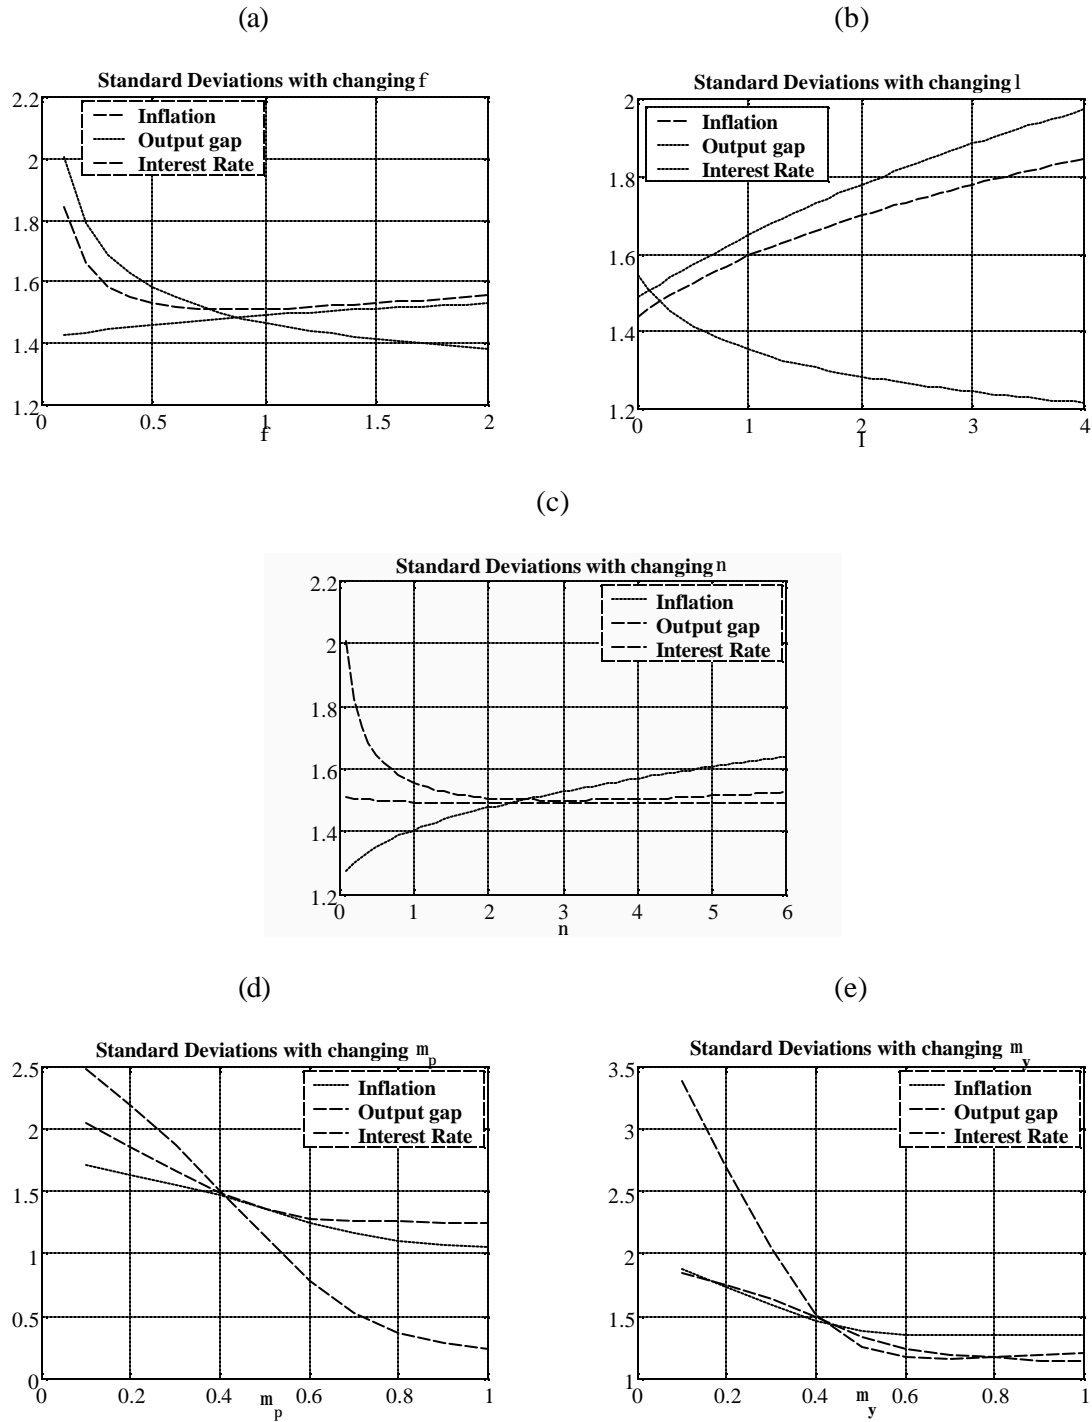 (a)
Standard Deviations with changing f
Inflation
Output gap
Interest Rate
2.2
2
1.8
1.6
1.4
1.2
0
0.5
1
1.5
2
f
(b)
Standard Deviations with changing l
Inflation
Output gap
Interest Rate
2
1.8
1.6
1.4
1.2
0
1
2
3
4
l
(c)
Standard Deviations with changing n
Inflation
Output gap
Interest Rate
2.2
2
1.8
1.6
1.4
1.2
0
1
2
3
4
5
6
n
(d)
Standard Deviations with changing m_p
Inflation
Output gap
Interest Rate
2.5
2
1.5
1
0.5
0
0
0.2
0.4
0.6
0.8
1
m_p
(e)
Standard Deviations with changing m_y
Inflation
Output gap
Interest Rate
3.5
3
2.5
2
1.5
1
0
0.2
0.4
0.6
0.8
1
m_y